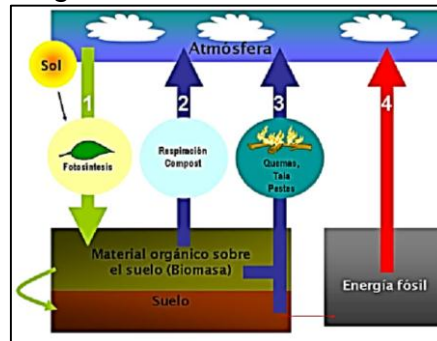 Atmósfera
Sol
1
2
3
4
Fotosíntesis
Respiración
Compost
Quemas,
Tala
Pastos
Material orgánico sobre
el suelo (Biomasa)
Suelo
Energía fósil